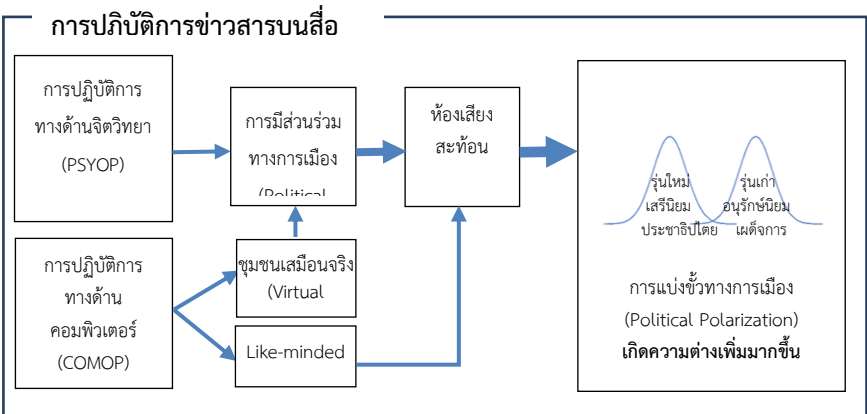 การปภิบัติการข่าวสารบนสื่อ
การปฏิบัติการ
ทางด้านจิตวิทยา
(PSYOP)
การมีส่วนร่วม
ทางการเมือง
(Political
ห้องเสียง
สะท้อน
การปฏิบัติการ
ทางด้าน
คอมพิวเตอร์
(COMOP)
ชุมชนเสมือนจริง
(Virtual
Like-minded
รุ่นใหม่
เสรีนิยม
ประชาธิปไตย
รุ่นเก่า
อนุรักษ์นิยม
เผด็จการ
การแบ่งขั้วทางการเมือง
(Political Polarization)
เกิดความต่างเพิ่มมากขึ้น